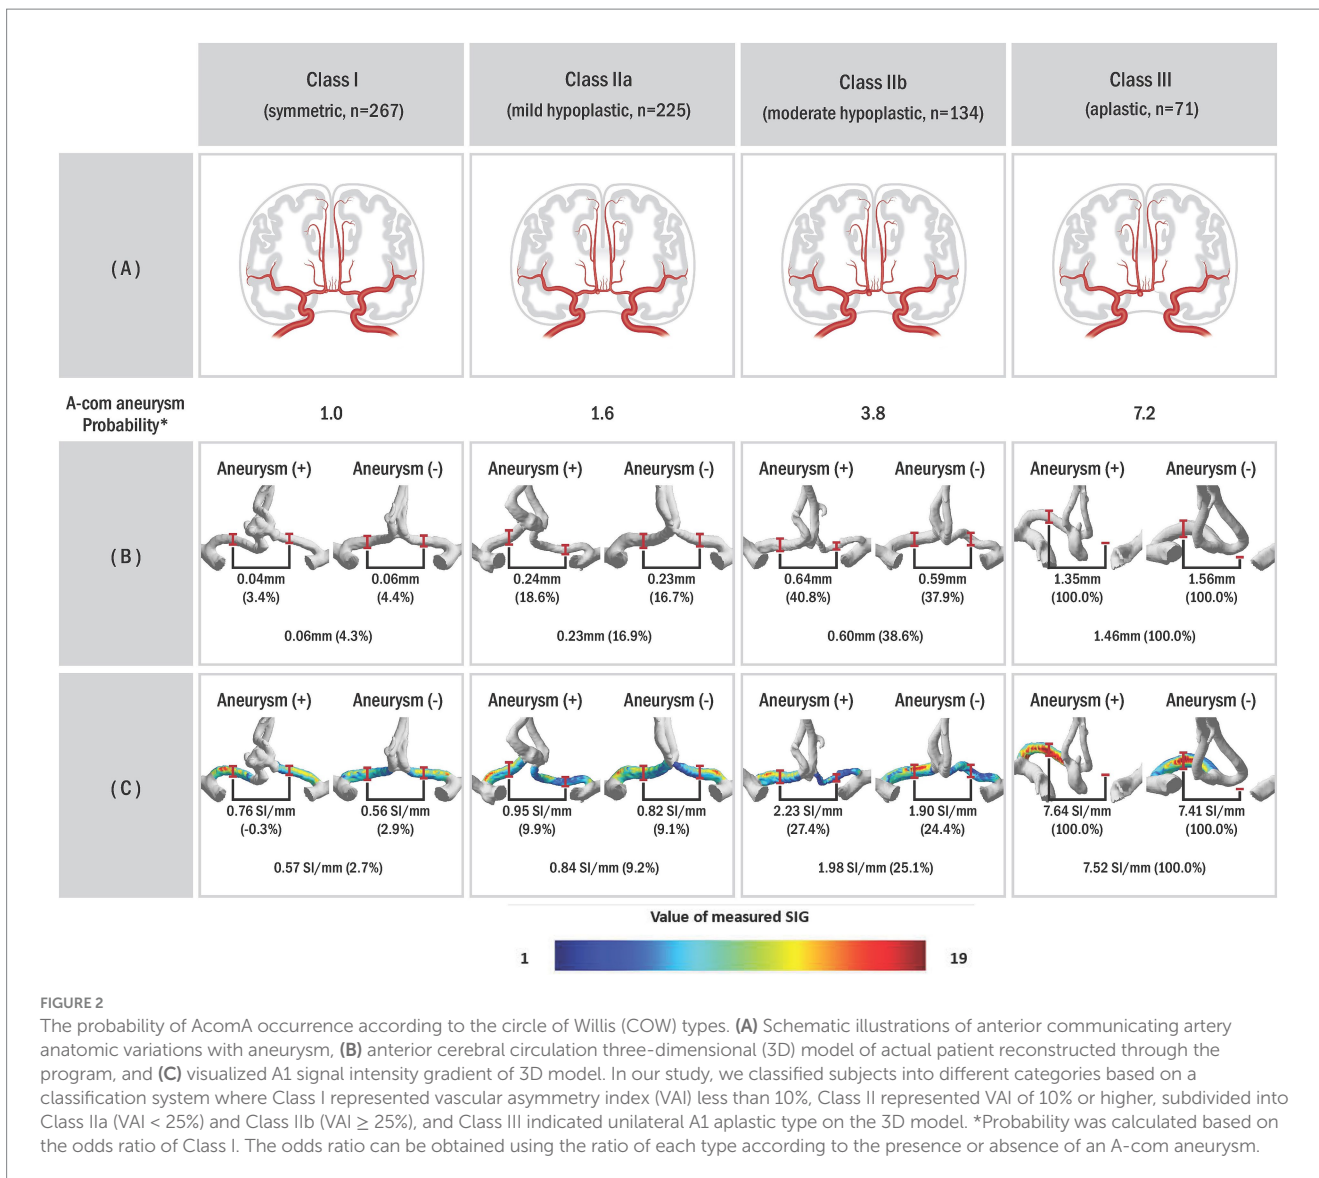 Class I
(symmetric, n=267)
Class IIa
(mild hypoplastic, n=225)
Class IIb
(moderate hypoplastic, n=134)
Class III
(aplastic, n=71)
(A)
A-com aneurysm
Probability*
1.0
1.6
3.8
7.2
(B)
Aneurysm (+) Aneurysm (-)
0.04mm 0.06mm
(3.4%) (4.4%)
0.06mm (4.3%)
Aneurysm (+) Aneurysm (-)
0.24mm 0.23mm
(18.6%) (16.7%)
0.23mm (16.9%)
Aneurysm (+) Aneurysm (-)
0.64mm 0.59mm
(40.8%) (37.9%)
0.60mm (38.6%)
Aneurysm (+) Aneurysm (-)
1.35mm 1.56mm
(100.0%) (100.0%)
1.46mm (100.0%)
(C)
Aneurysm (+) Aneurysm (-)
0.76 SI/mm 0.56 SI/mm
(-0.3%) (2.9%)
0.57 SI/mm (2.7%)
Aneurysm (+) Aneurysm (-)
0.95 SI/mm 0.82 SI/mm
(9.9%) (9.1%)
0.84 SI/mm (9.2%)
Aneurysm (+) Aneurysm (-)
2.23 SI/mm 1.90 SI/mm
(27.4%) (24.4%)
1.98 SI/mm (25.1%)
Aneurysm (+) Aneurysm (-)
7.64 SI/mm 7.41 SI/mm
(100.0%) (100.0%)
7.52 SI/mm (100.0%)
Value of measured SIG
1 19
FIGURE 2
The probability of AcomA occurrence according to the circle of Willis (COW) types. (A) Schematic illustrations of anterior communicating artery
anatomic variations with aneurysm, (B) anterior cerebral circulation three-dimensional (3D) model of actual patient reconstructed through the
program, and (C) visualized A1 signal intensity gradient of 3D model. In our study, we classified subjects into different categories based on a
classification system where Class I represented vascular asymmetry index (VAI) less than 10%, Class II represented VAI of 10% or higher, subdivided into
Class IIa (VAI < 25%) and Class IIb (VAI ≥ 25%), and Class III indicated unilateral A1 aplastic type on the 3D model. *Probability was calculated based on
the odds ratio of Class I. The odds ratio can be obtained using the ratio of each type according to the presence or absence of an A-com aneurysm.